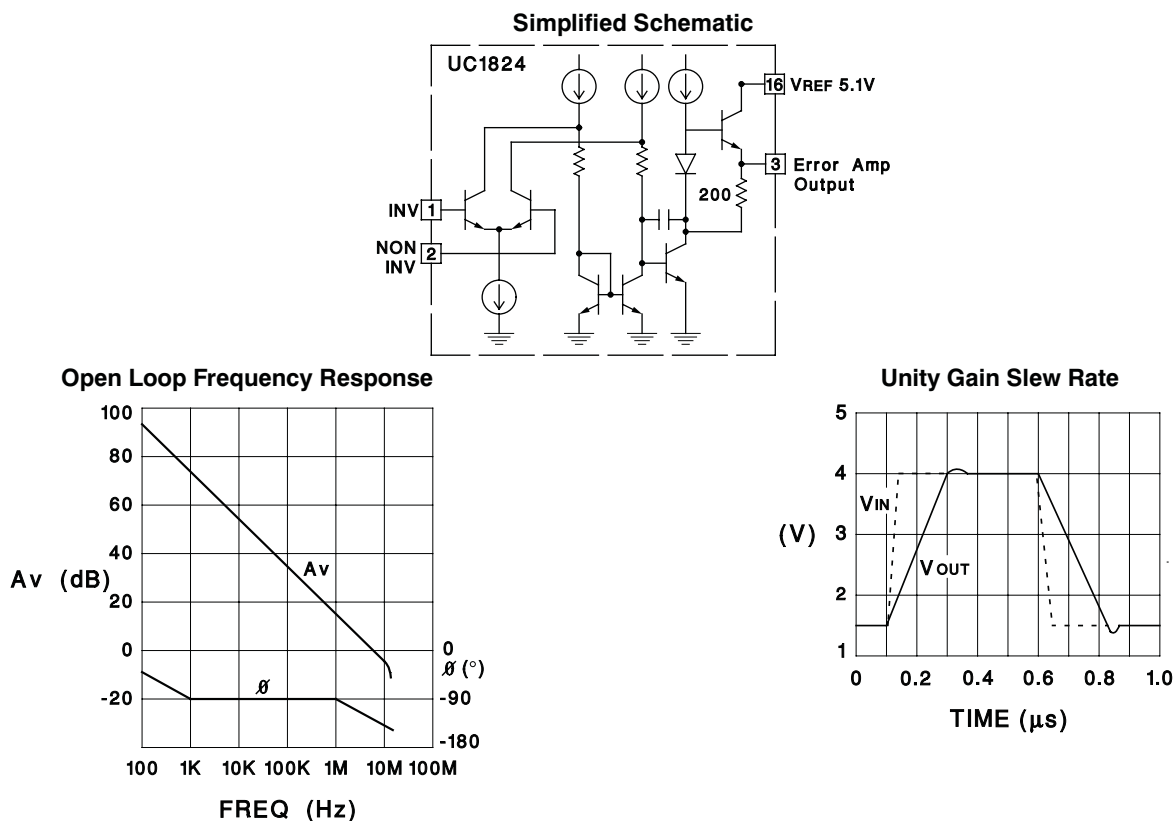 Simplified Schematic
UC1824
16 VREF 5.1V
3 Error Amp
Output
200
INV 1
NON 2
INV
Open Loop Frequency Response
100
80
60
40
20
0
-20
Av (dB)
Av
Ø
0
Ø (°)
-90
-180
100 1K 10K 100K 1M 10M 100M
FREQ (Hz)
Unity Gain Slew Rate
5
4
3
2
1
(V)
VIN
VOUT
0 0.2 0.4 0.6 0.8 1.0
TIME (µs)